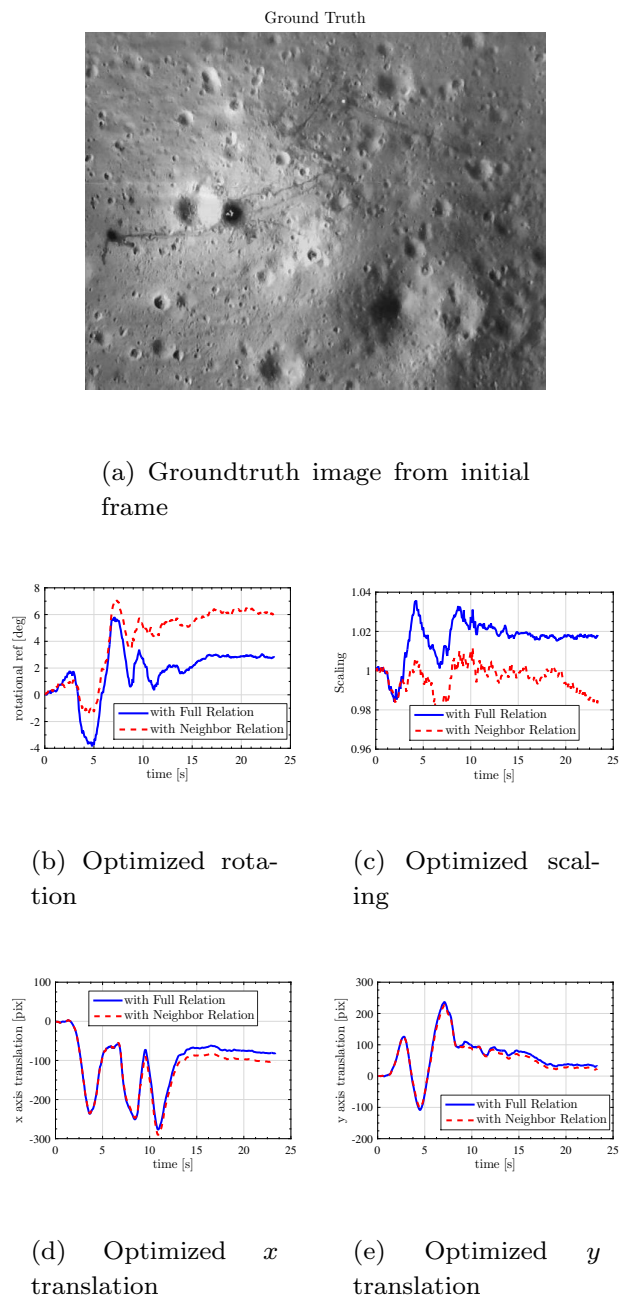 Ground Truth
(a) Groundtruth image from initial
frame
8
6
4
2
0
-2
-4
rotational ref [deg]
with Full Relation
with Neighbor Relation
0 5 10 15 20 25
time [s]
1.04
1.02
1
0.98
0.96
Scaling
with Full Relation
with Neighbor Relation
0 5 10 15 20 25
time [s]
(b) Optimized rota-
tion
(c) Optimized scal-
ing
100
0
-100
-200
-300
x axis translation [pix]
with Full Relation
with Neighbor Relation
0 5 10 15 20 25
time [s]
300
200
100
0
-100
-200
y axis translation [pix]
with Full Relation
with Neighbor Relation
0 5 10 15 20 25
time [s]
(d) Optimized x
translation
(e) Optimized y
translation